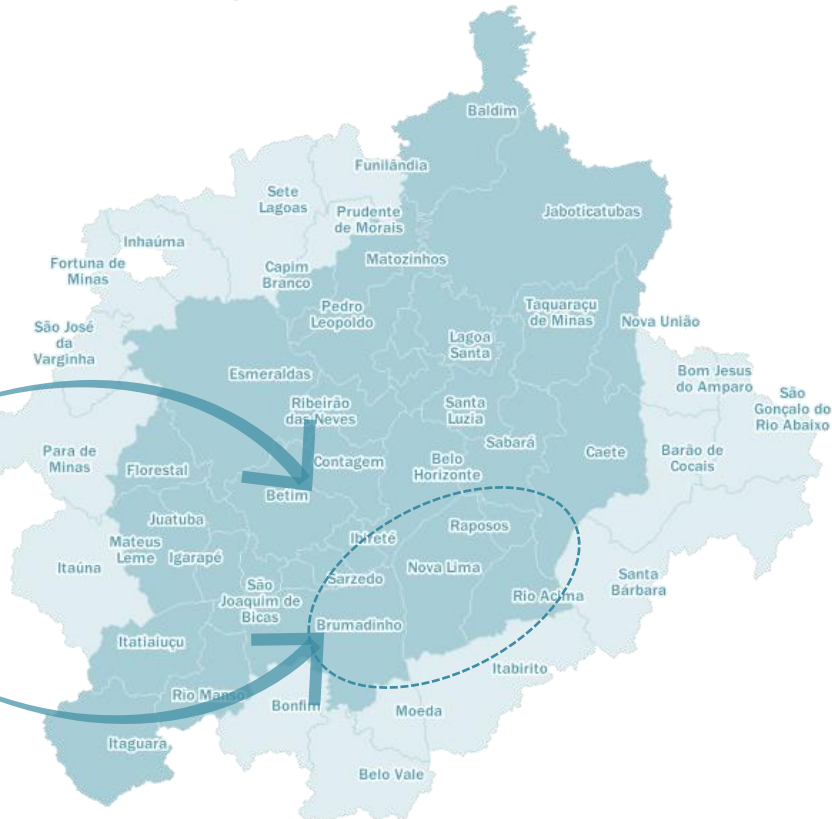 Baldim
Funilândia
Sete
Lagoas
Prudente
de Morais
Jaboticatubas
Inhaúma
Matozinhos
Fortuna de
Minas
Capim
Branco
Pedro
Leopoldo
Taquaraçu
de Minas
Nova União
São José
da
Varginha
Lagoa
Santa
Esmeraldas
Bom Jesus
do Amparo
São
Gonçalo do
Rio Abaixo
Ribeirão
das Neves
Santa
Luzia
Sabará
Caete
Barão de
Cocais
Para de
Minas
Florestal
Contagem
Belo
Horizonte
Betim
Juatuba
Raposos
Mateus
Leme
Igarapé
Ibireté
Itaúna
Nova Lima
Sarzedo
São
Joaquim de
Bicas
Rio Acima
Santa
Bárbara
Brumadinho
Itatiaiuçu
Itabirito
Rio Manso
Bonfim
Moeda
Itaguara
Belo Vale